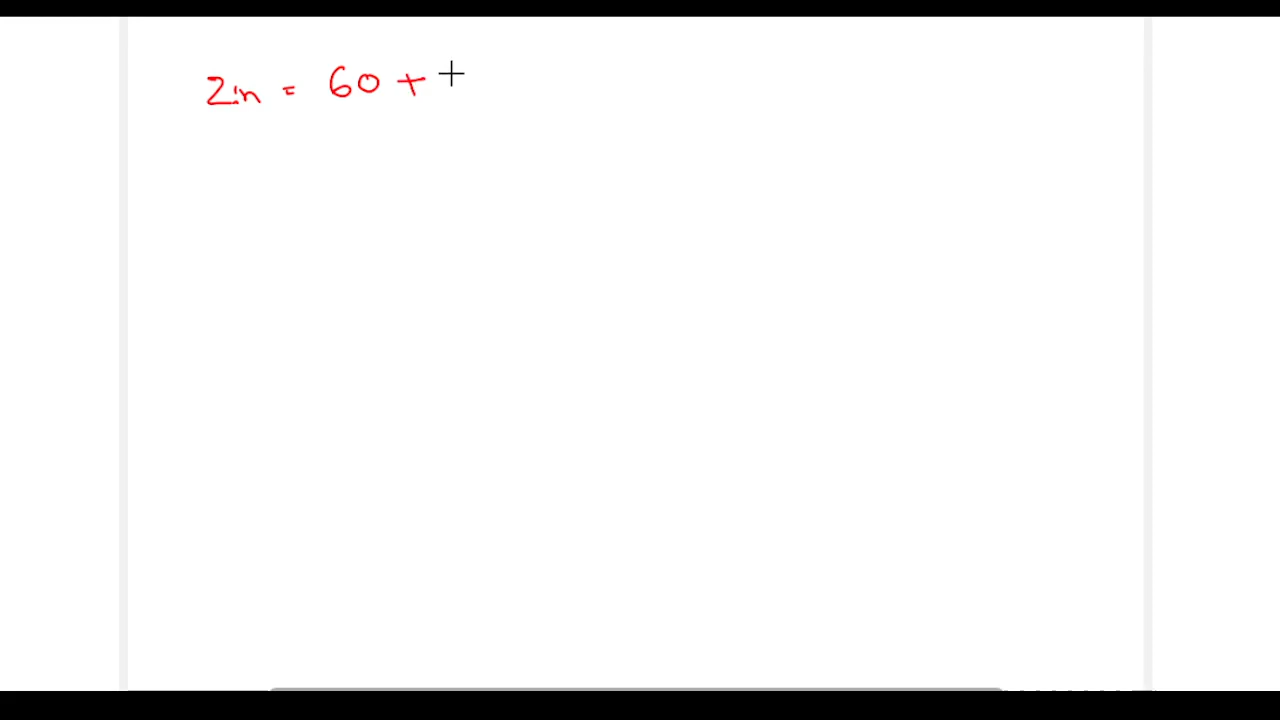 Zin = 60 +